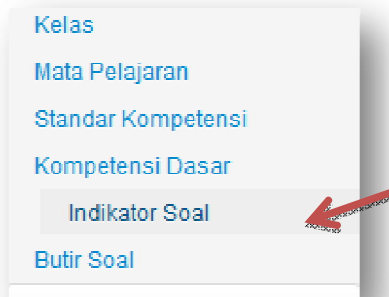 Kelas
Mata Pelajaran
Standar Kompetensi
Kompetensi Dasar
Indikator Soal
Butir Soal